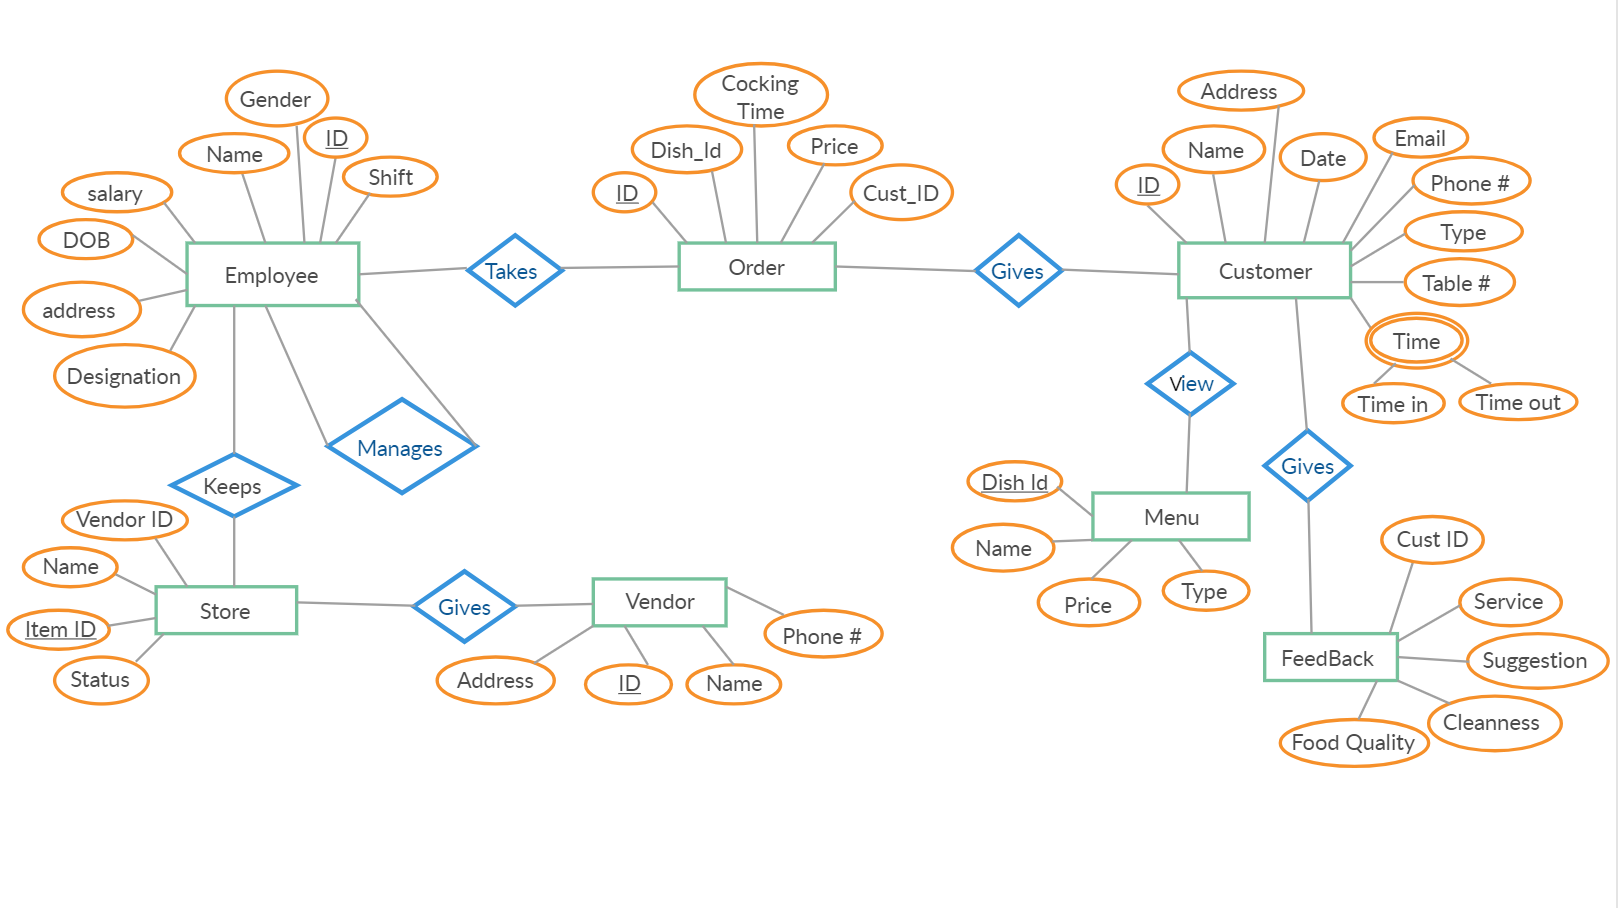 Gender
ID
Name
Shift
salary
DOB
address
Designation
Employee
Takes
Cocking
Time
Dish_Id
Price
ID
Cust_ID
Order
Gives
Address
Name
Date
Email
ID
Phone #
Type
Table #
Time
Time in
Time out
Customer
View
Gives
Manages
Keeps
Vendor ID
Name
Item ID
Status
Store
Gives
Vendor
Phone #
Address
ID
Name
Dish Id
Name
Price
Type
Menu
Cust ID
Service
Suggestion
Cleanness
Food Quality
FeedBack